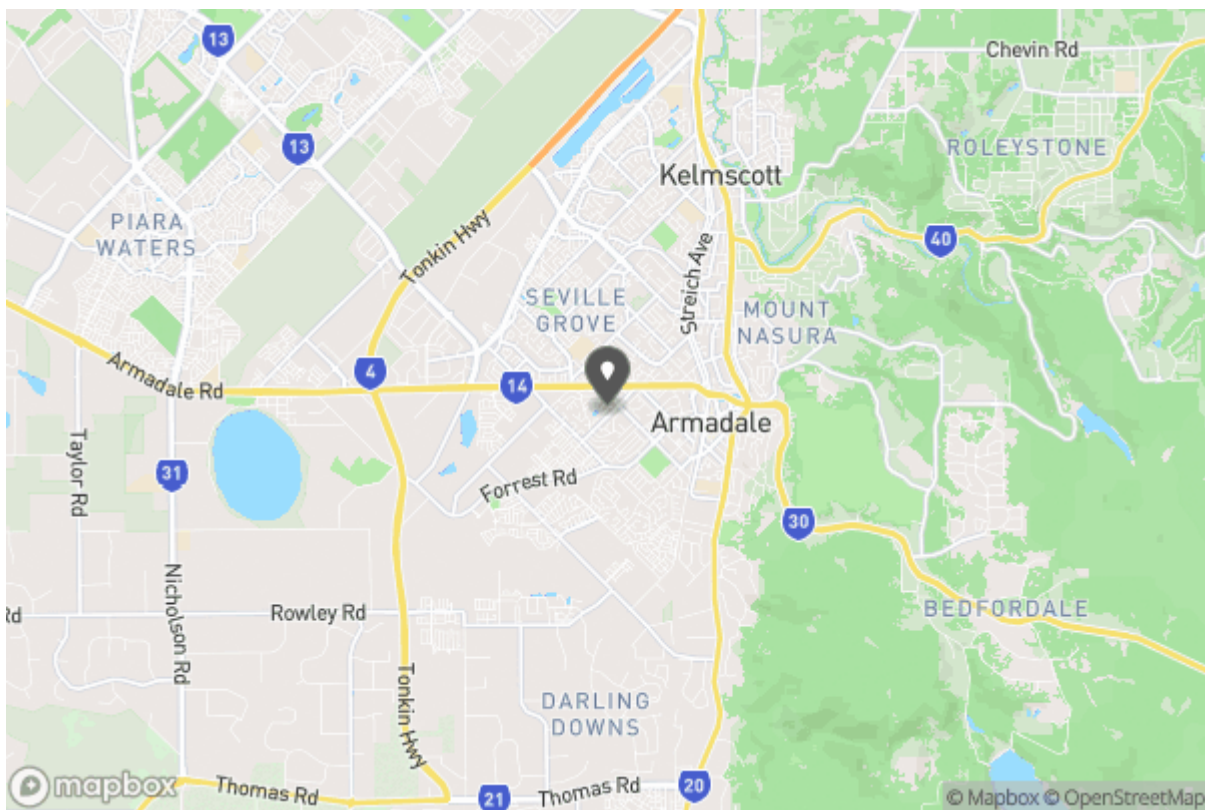 13
Chevin Rd
13
ROLEYSTONE
Kelmscott
PIARA
WATERS
Tonkin Hwy
40
Streich Ave
SEVILLE
GROVE
MOUNT
NASURA
Armadale Rd
4
14
Armadale
Taylor Rd
31
Forrest Rd
30
Nicholson Rd
Rd
Rowley Rd
BEDFORDALE
Tonkin Hwy
DARLING
DOWNS
mapbox
Thomas Rd
21
Thomas Rd
20
© Mapbox © OpenStreetMap